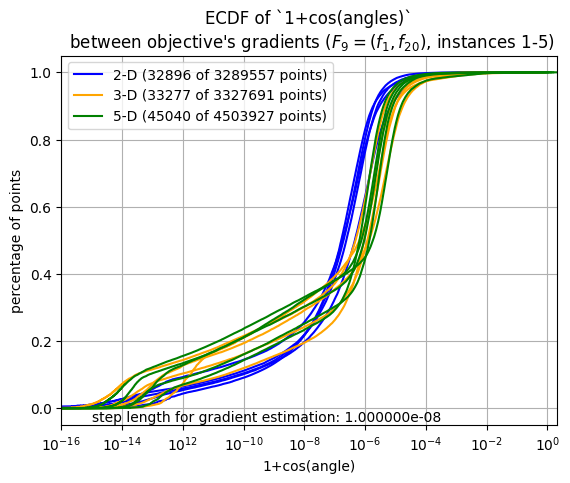 ECDF of `1+cos(angles)`
between objective's gradients (F₉ = (f₁, f₂₀), instances 1-5)
2-D (32896 of 3289557 points)
3-D (33277 of 3327691 points)
5-D (45040 of 4503927 points)
percentage of points
1.0
0.8
0.6
0.4
0.2
0.0
step length for gradient estimation: 1.000000e-08
10⁻¹⁶ 10⁻¹⁴ 10⁻¹² 10⁻¹⁰ 10⁻⁸ 10⁻⁶ 10⁻⁴ 10⁻² 10⁰
1+cos(angle)